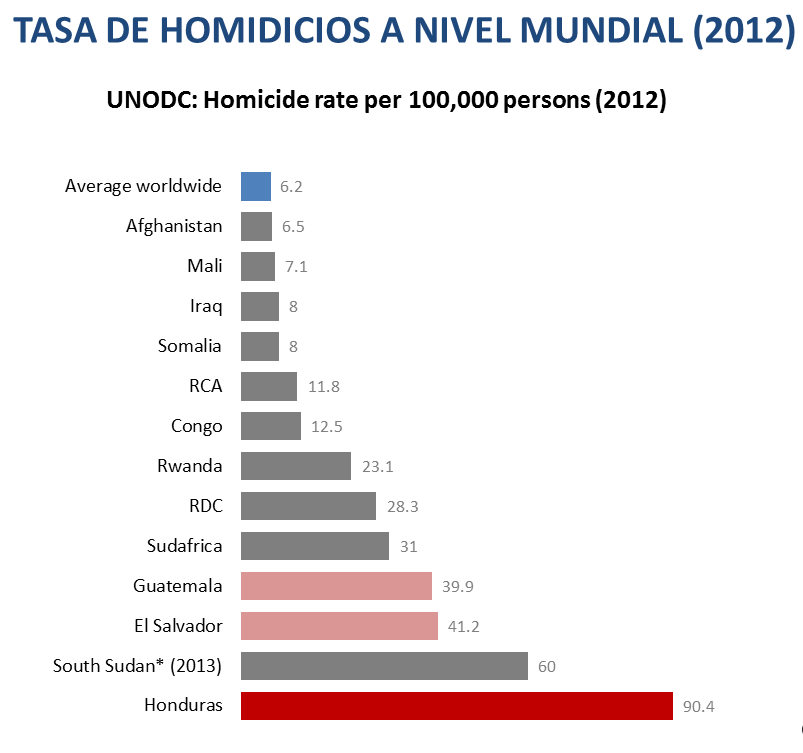 TASA DE HOMIDICIOS A NIVEL MUNDIAL (2012)
UNODC: Homicide rate per 100,000 persons (2012)
Average worldwide 6.2
Afghanistan 6.5
Mali 7.1
Iraq 8
Somalia 8
RCA 11.8
Congo 12.5
Rwanda 23.1
RDC 28.3
Sudafrica 31
Guatemala 39.9
El Salvador 41.2
South Sudan* (2013) 60
Honduras 90.4